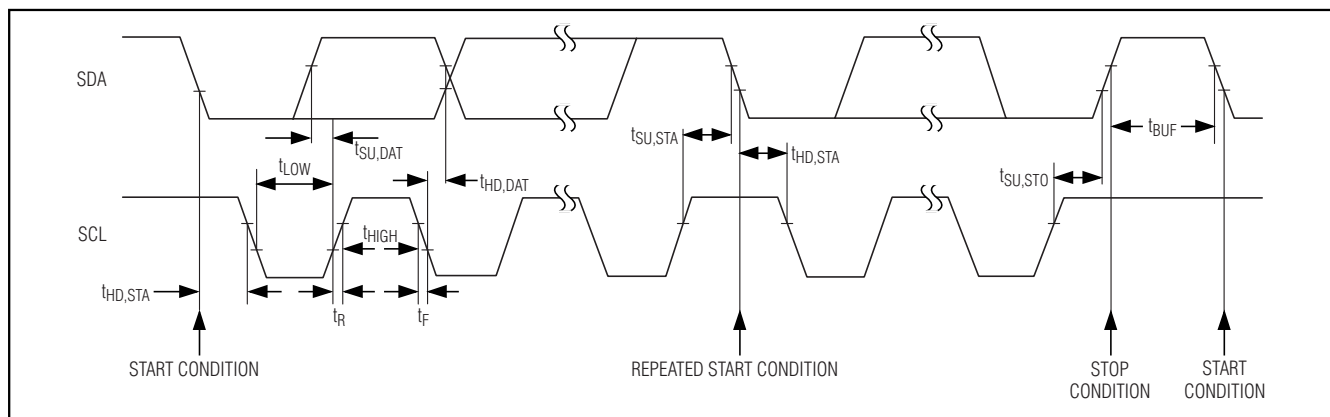 SDA
tSU,STA
tBUF
tSU,DAT
tHD,STA
tLOW
tHD,DAT
tSU,STO
SCL
tHIGH
tHD,STA
tR
tF
START CONDITION
REPEATED START CONDITION
STOP
CONDITION
START
CONDITION